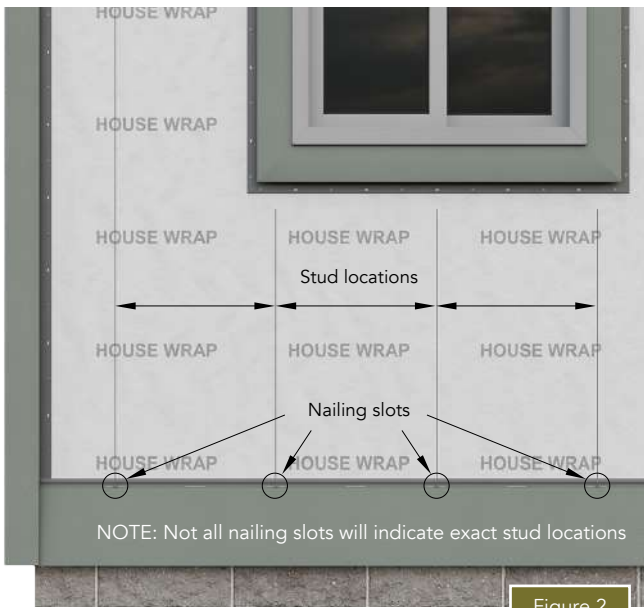 HOUSE WRAP
HOUSE WRAP
HOUSE WRAP HOUSE WRAP HOUSE WRAP
Stud locations
HOUSE WRAP HOUSE WRAP HOUSE WRAP
Nailing slots
HOUSE WRAP HOUSE WRAP HOUSE WRAP
NOTE: Not all nailing slots will indicate exact stud locations
Figure 2